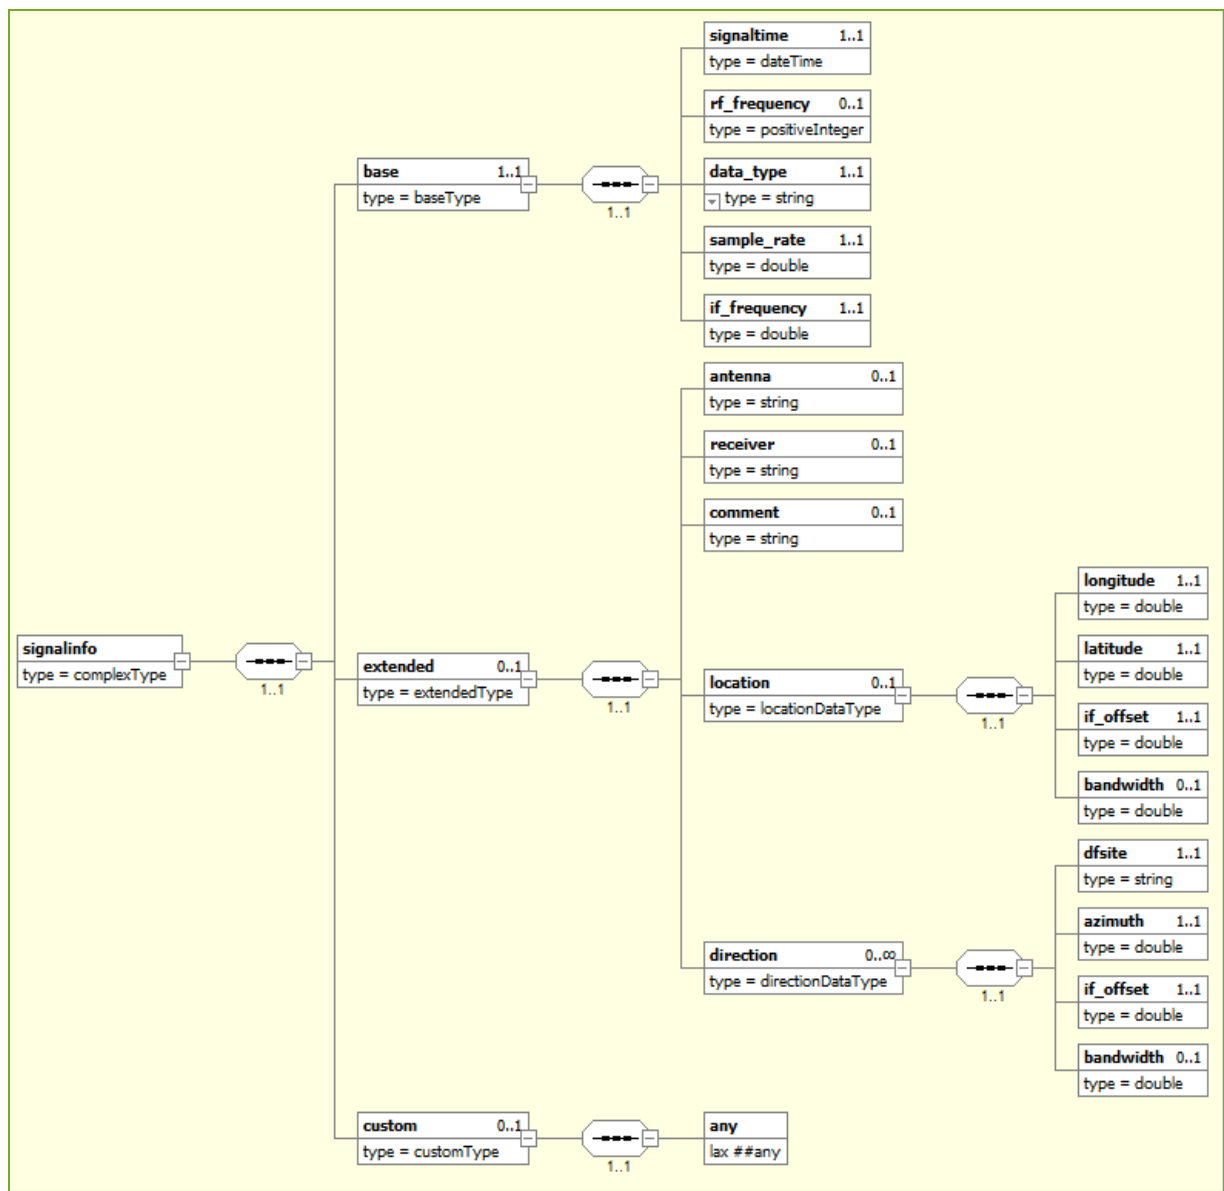 signaltime 1..1
type = dateTime
rf_frequency 0..1
type = positiveInteger
base 1..1
type = baseType
1..1
data_type 1..1
type = string
sample_rate 1..1
type = double
if_frequency 1..1
type = double
antenna 0..1
type = string
receiver 0..1
type = string
comment 0..1
type = string
signalinfo
type = complexType
1..1
extended 0..1
type = extendedType
1..1
location 0..1
type = locationDataType
1..1
longitude 1..1
type = double
latitude 1..1
type = double
if_offset 1..1
type = double
bandwidth 0..1
type = double
direction 0..∞
type = directionDataType
1..1
dfsite 1..1
type = string
azimuth 1..1
type = double
if_offset 1..1
type = double
bandwidth 0..1
type = double
custom 0..1
type = customType
1..1
any
lax ##any